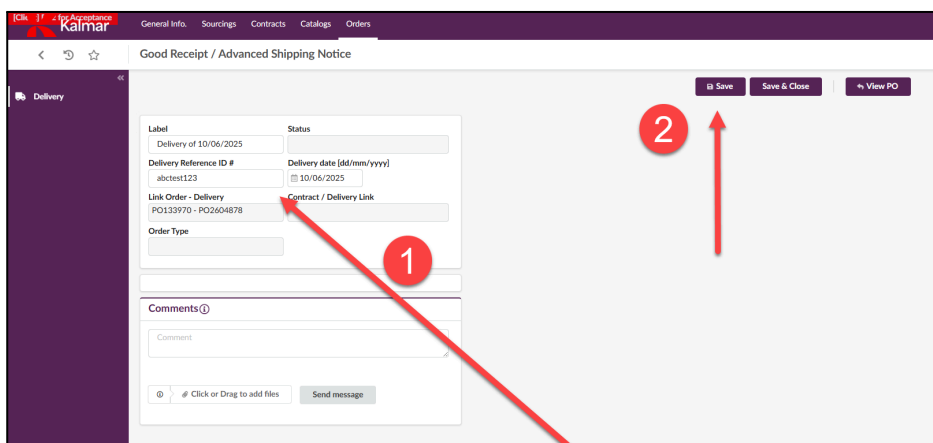 for Acceptance
Kalmar
General Info. Sourcings Contracts Catalogs Orders
Good Receipt / Advanced Shipping Notice
Delivery
Save Save & Close View PO
Label Status
Delivery of 10/06/2025
Delivery Reference ID # Delivery date [dd/mm/yyyy]
abctest123 10/06/2025
Link Order - Delivery Contract / Delivery Link
PO133970 - PO2604878
Order Type
Comments
Comment
Click or Drag to add files Send message
1
2